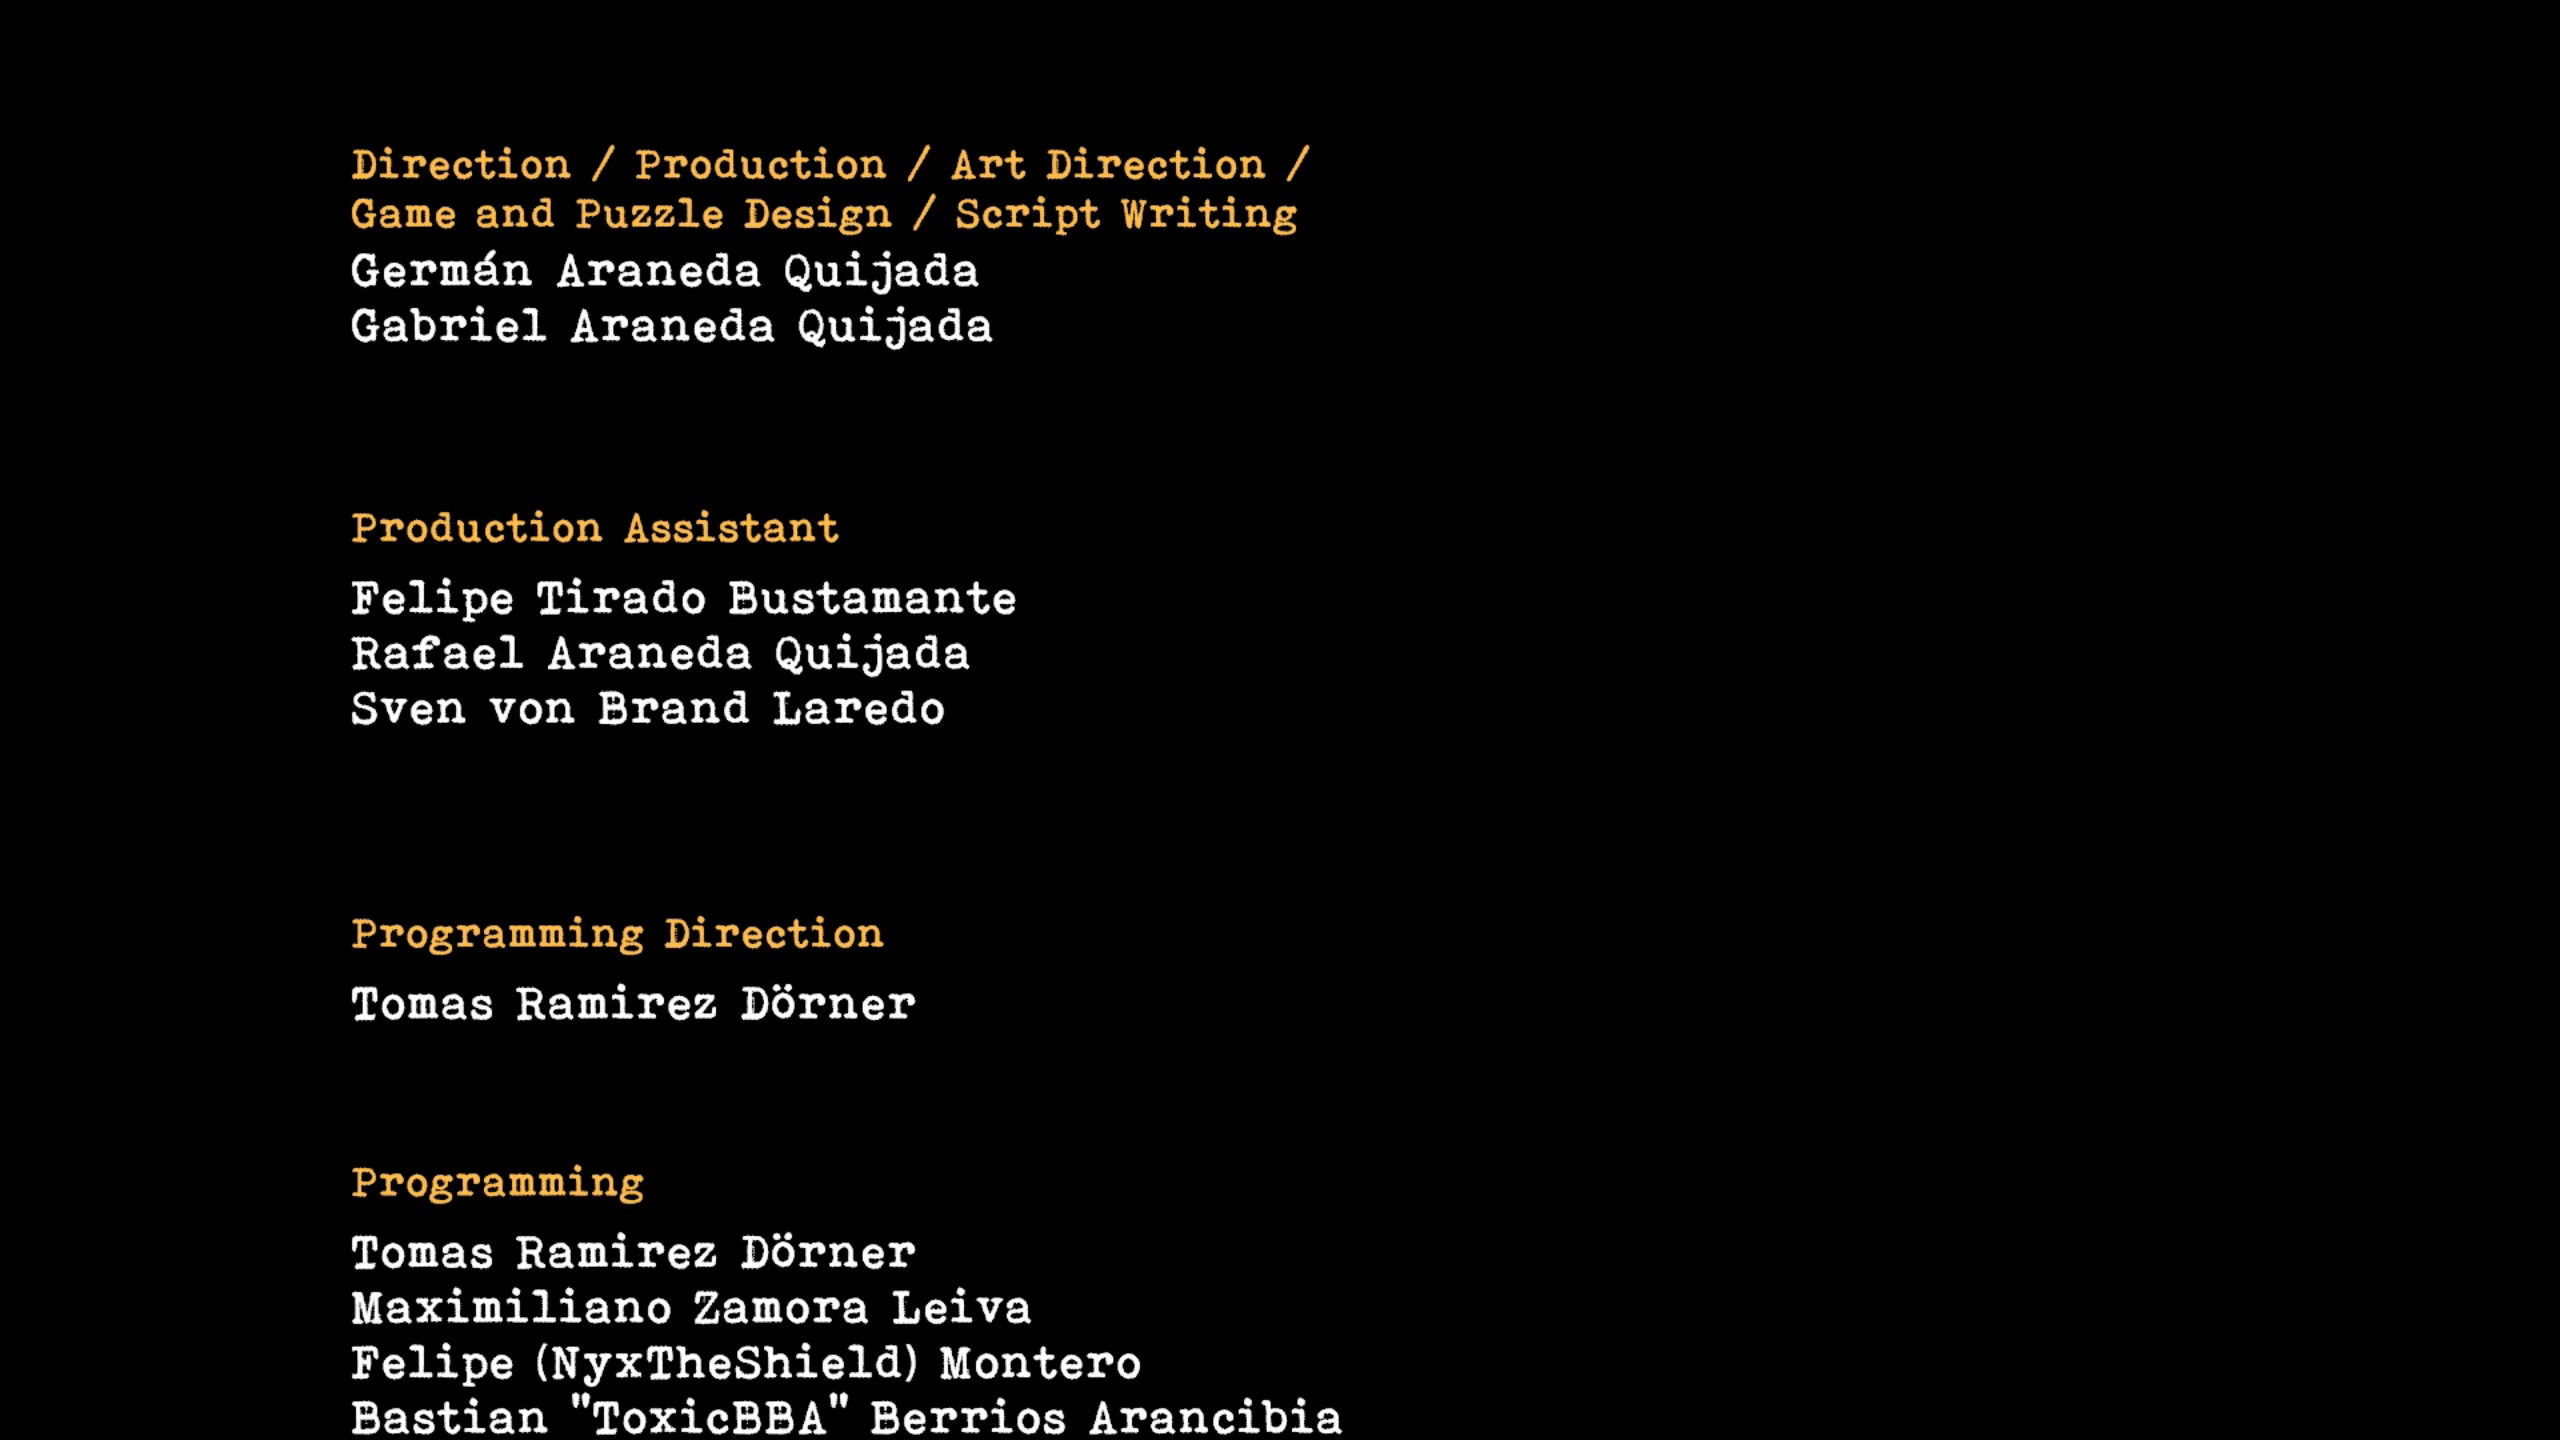 Direction / Production / Art Direction /
Game and Puzzle Design / Script Writing
Germán Araneda Quijada
Gabriel Araneda Quijada
Production Assistant
Felipe Tirado Bustamante
Rafael Araneda Quijada
Sven von Brand Laredo
Programming Direction
Tomas Ramirez Dörner
Programming
Tomas Ramirez Dörner
Maximiliano Zamora Leiva
Felipe (NyxTheShield) Montero
Bastian "ToxicBBA" Berrios Arancibia